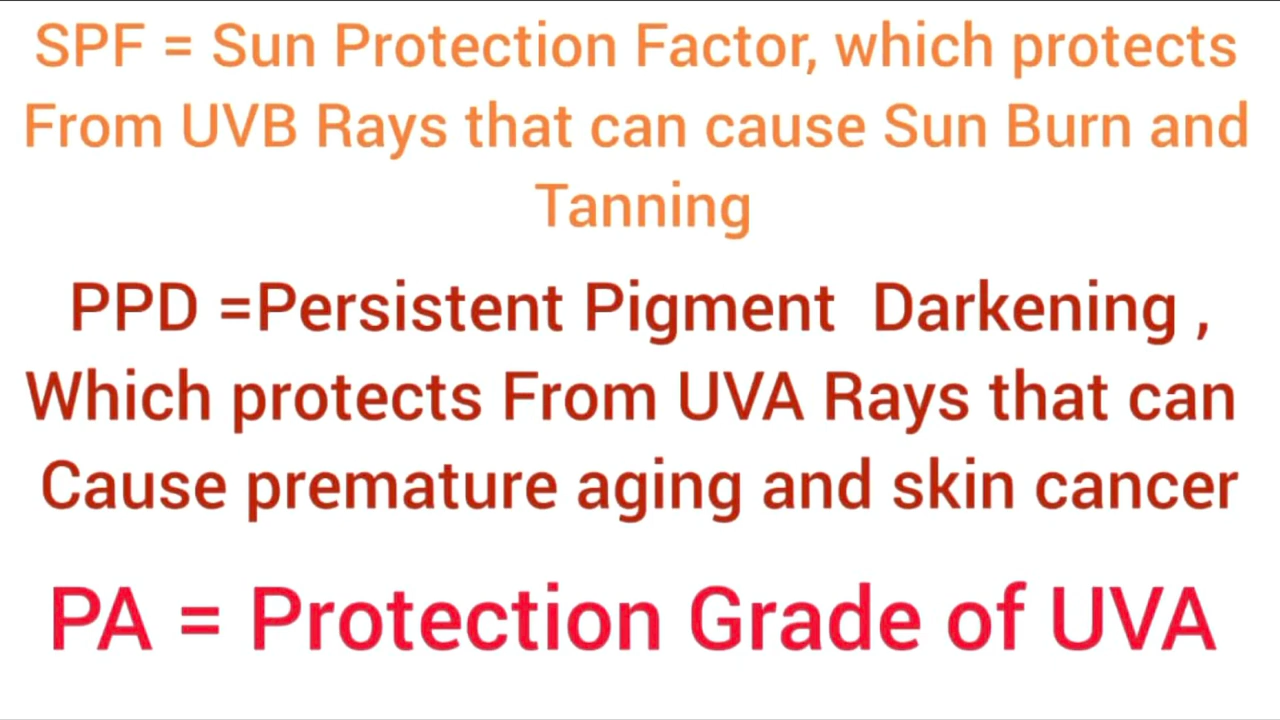 SPF = Sun Protection Factor, which protects
From UVB Rays that can cause Sun Burn and
Tanning
PPD =Persistent Pigment  Darkening ,
Which protects From UVA Rays that can
Cause premature aging and skin cancer
PA = Protection Grade of UVA